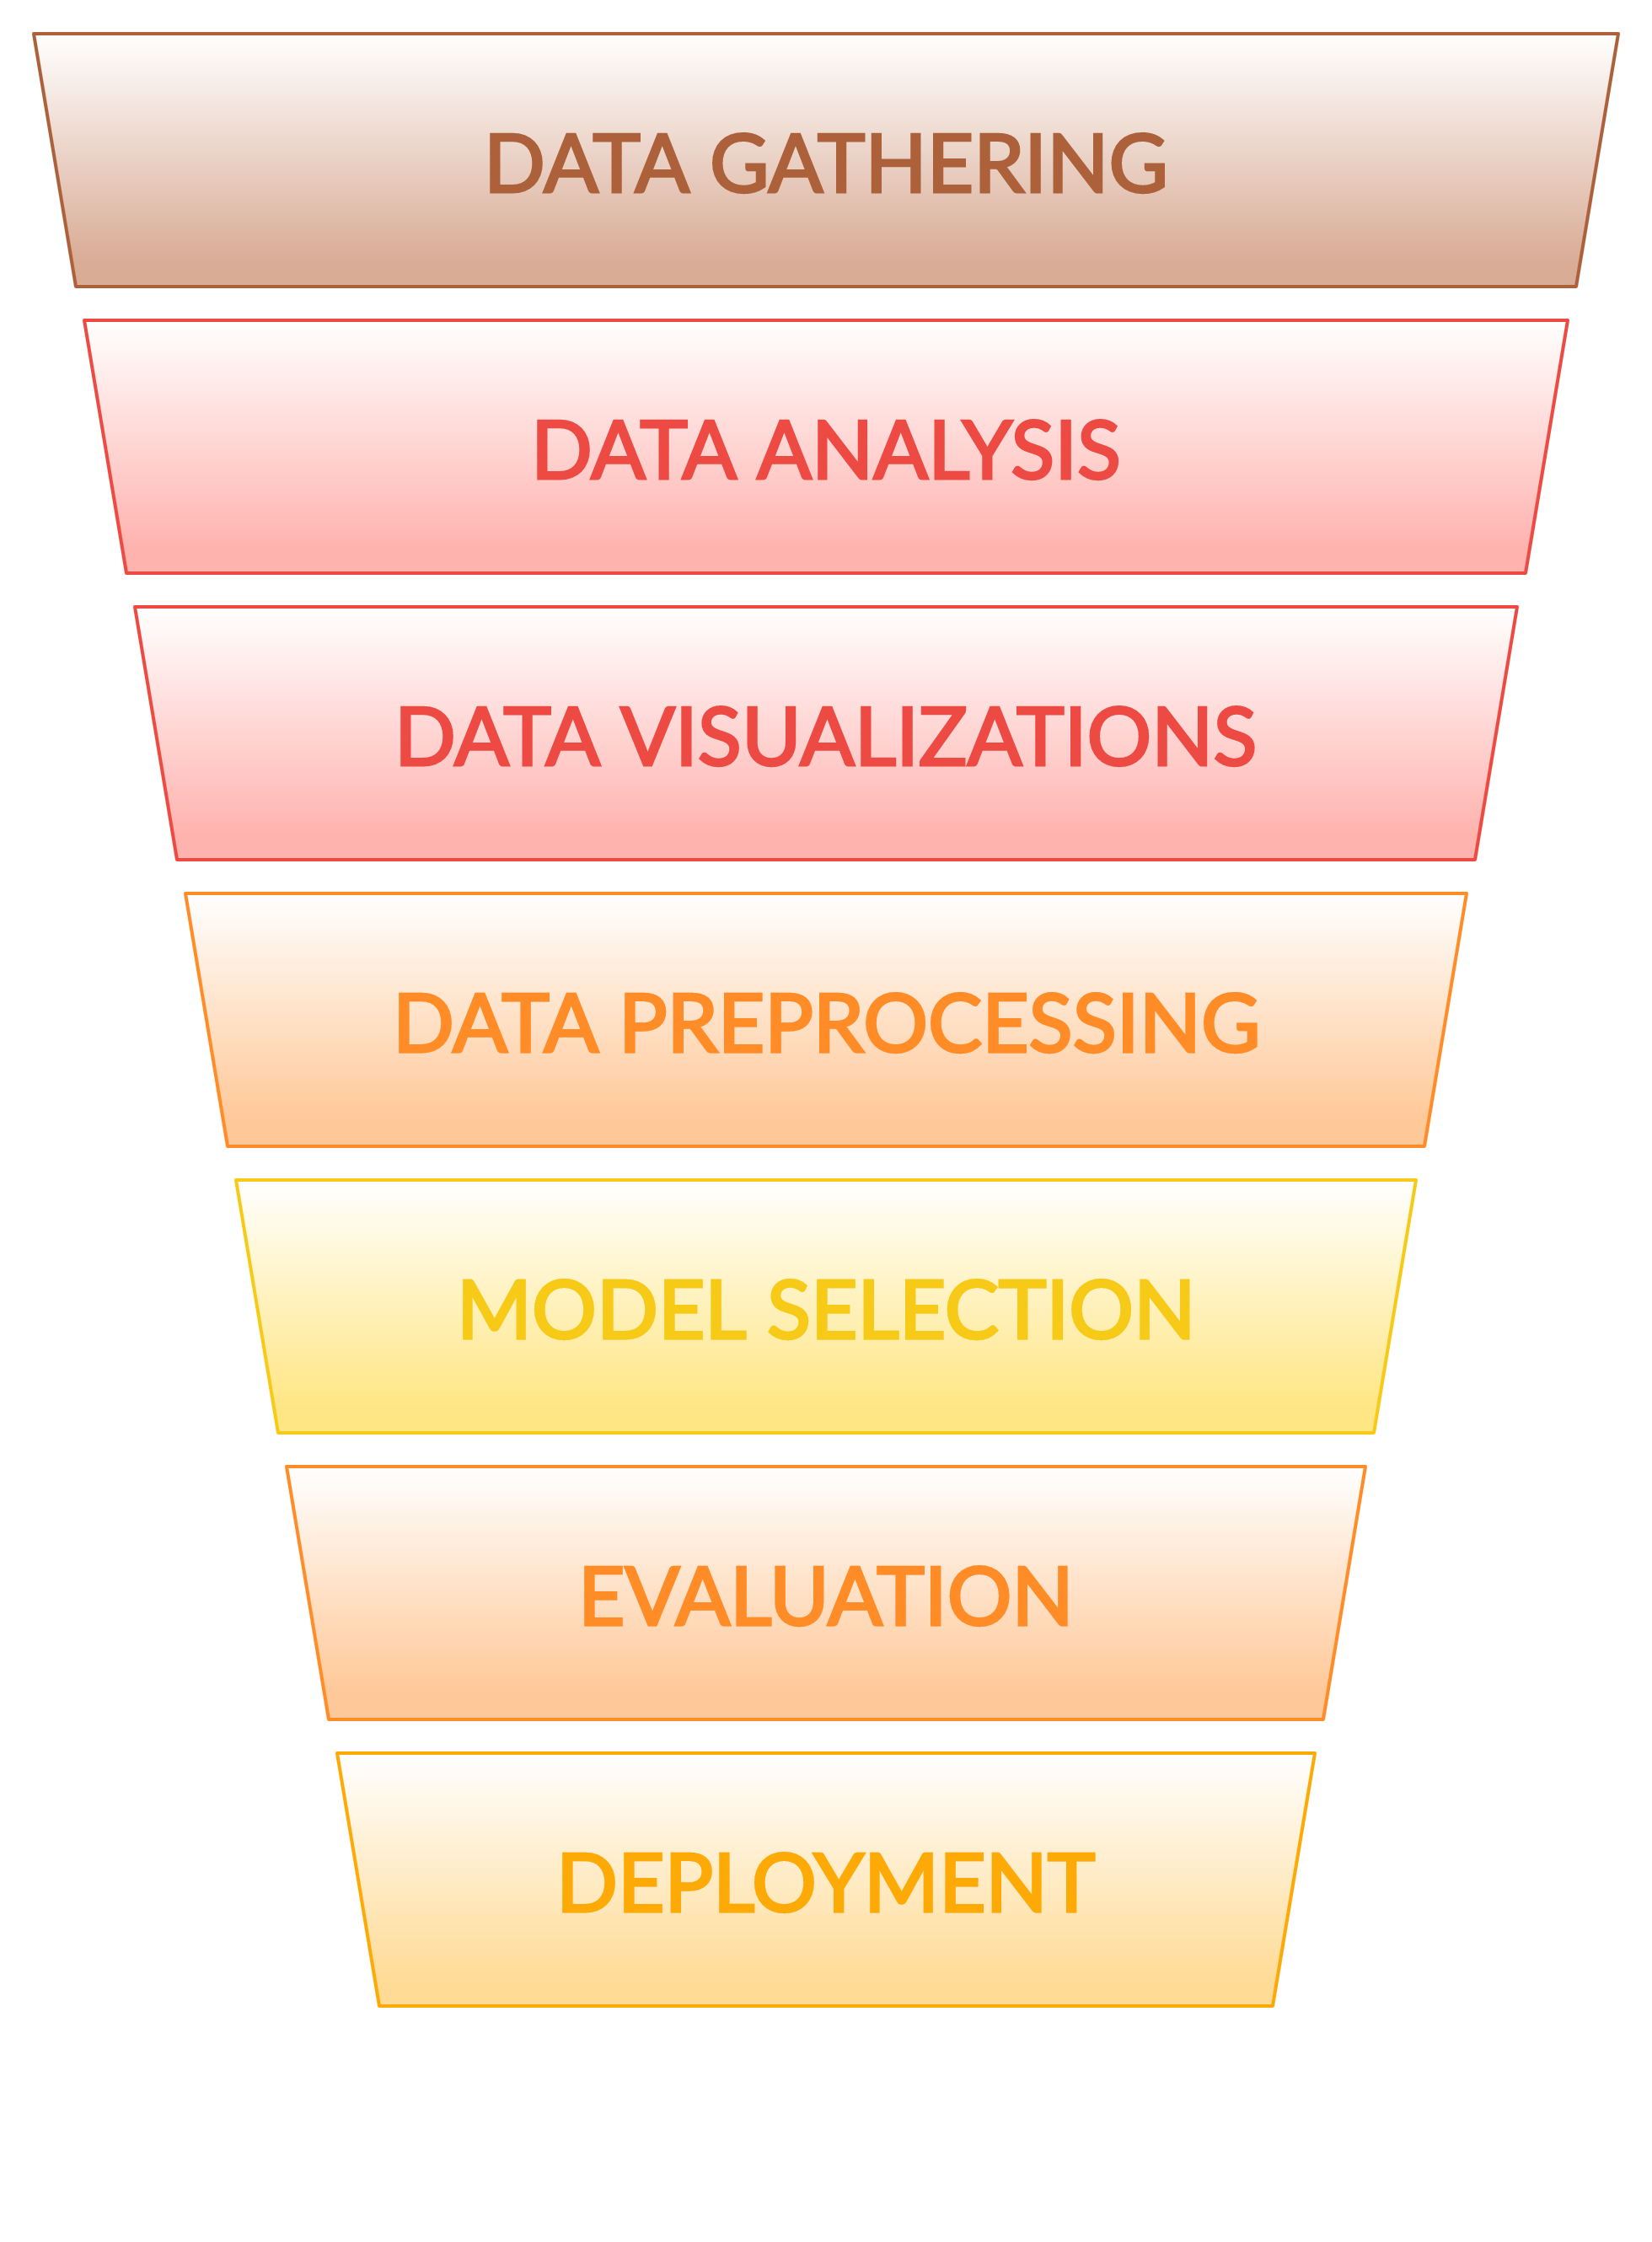 DATA GATHERING
DATA ANALYSIS
DATA VISUALIZATIONS
DATA PREPROCESSING
MODEL SELECTION
EVALUATION
DEPLOYMENT